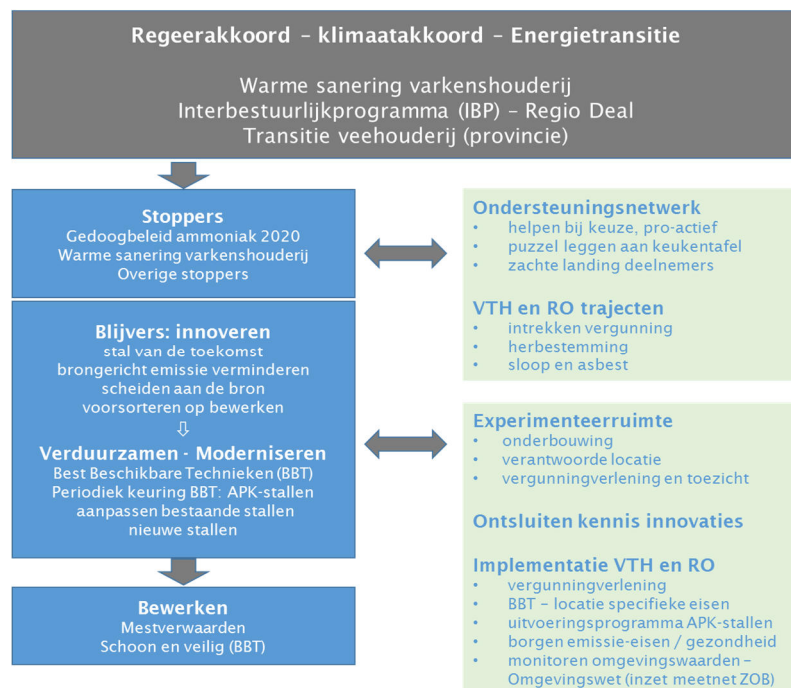 Regeerakkoord – klimaatakkoord – Energietransitie
Warme sanering varkenshouderij
Interbestuurlijkprogramma (IBP) – Regio Deal
Transitie veehouderij (provincie)
Stoppers
Gedoogbeleid ammoniak 2020
Warme sanering varkenshouderij
Overige stoppers
Blijvers: innoveren
stal van de toekomst
brongericht emissie verminderen
scheiden aan de bron
voorsorteren op bewerken
Verduurzamen - Moderniseren
Best Beschikbare Technieken (BBT)
Periodiek keuring BBT: APK-stallen
aanpassen bestaande stallen
nieuwe stallen
Bewerken
Mestverwaarden
Schoon en veilig (BBT)
Ondersteuningsnetwerk
• helpen bij keuze, pro-actief
• puzzel leggen aan keukentafel
• zachte landing deelnemers
VTH en RO trajecten
• intrekken vergunning
• herbestemming
• sloop en asbest
Experimenteerruimte
• onderbouwing
• verantwoorde locatie
• vergunningverlening en toezicht
Ontsluiten kennis innovaties
Implementatie VTH en RO
• vergunningverlening
• BBT – locatie specifieke eisen
• uitvoeringsprogramma APK-stallen
• borgen emissie-eisen / gezondheid
• monitoren omgevingswaarden –
Omgevingswet (inzet meetnet ZOB)